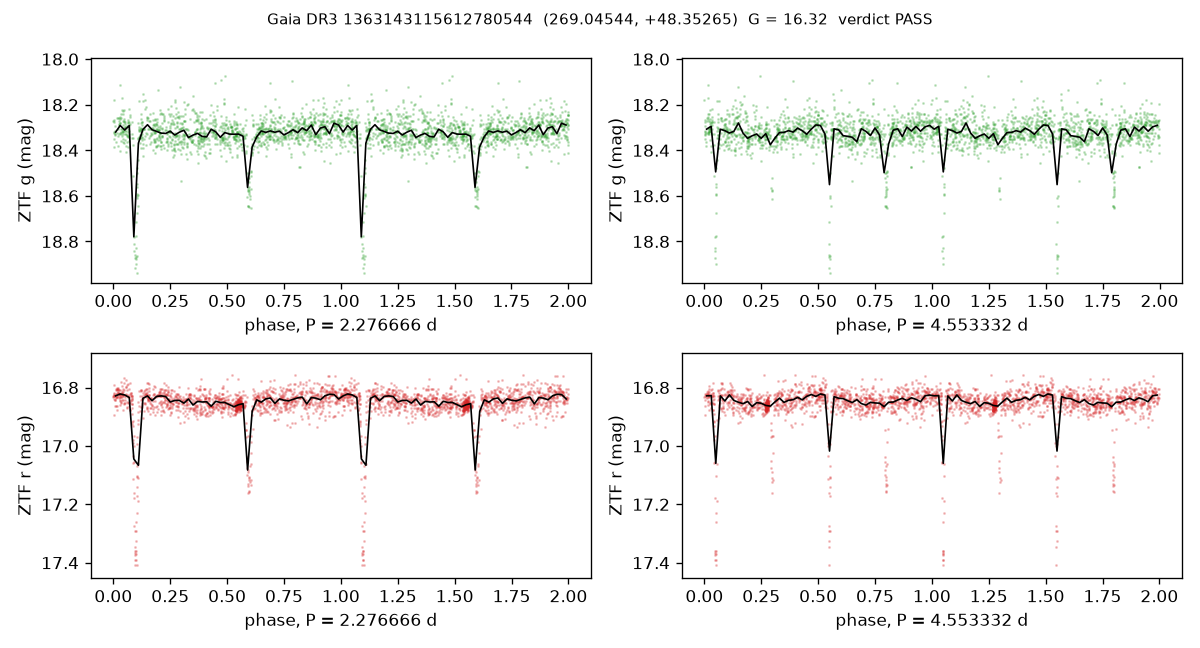 Gaia DR3 1363143115612780544 (269.04544, +48.35265) G = 16.32 verdict PASS
ZTF g (mag)
18.0
18.2
18.4
18.6
18.8
0.00 0.25 0.50 0.75 1.00 1.25 1.50 1.75 2.00
phase, P = 2.276666 d
ZTF g (mag)
18.0
18.2
18.4
18.6
18.8
0.00 0.25 0.50 0.75 1.00 1.25 1.50 1.75 2.00
phase, P = 4.553332 d
ZTF r (mag)
16.8
17.0
17.2
17.4
0.00 0.25 0.50 0.75 1.00 1.25 1.50 1.75 2.00
phase, P = 2.276666 d
ZTF r (mag)
16.8
17.0
17.2
17.4
0.00 0.25 0.50 0.75 1.00 1.25 1.50 1.75 2.00
phase, P = 4.553332 d